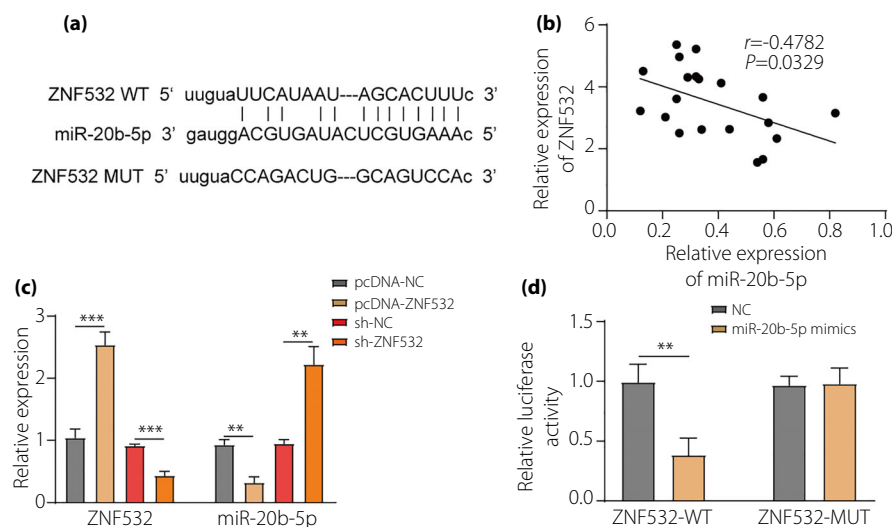 (a)
ZNF532 WT 5‘ uuguaUUCAUAAU---AGCACUUUc 3’
miR-20b-5p 3’ gauggACGUGAUACUCGUGAAAc 5’
ZNF532 MUT 5’ uuguaCCAGACUG---GCAGUCCAc 3’
(b)
Relative expression
of ZNF532
6
4
2
0
r=-0.4782
P=0.0329
0.0 0.2 0.4 0.6 0.8 1.0
Relative expression
of miR-20b-5p
(c)
pcDNA-NC
pcDNA-ZNF532
sh-NC
sh-ZNF532
Relative expression
3
2
1
0
*** *** ** **
ZNF532 miR-20b-5p
(d)
NC
miR-20b-5p mimics
Relative luciferase
activity
1.5
1.0
0.5
0.0
**
ZNF532-WT ZNF532-MUT